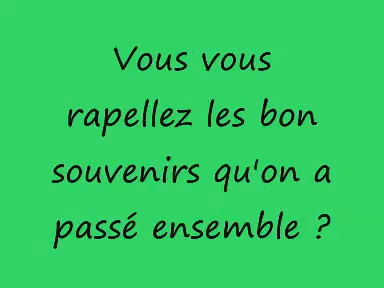 Vous vous
rapellez les bon
souvenirs qu'on a
passé ensemble ?